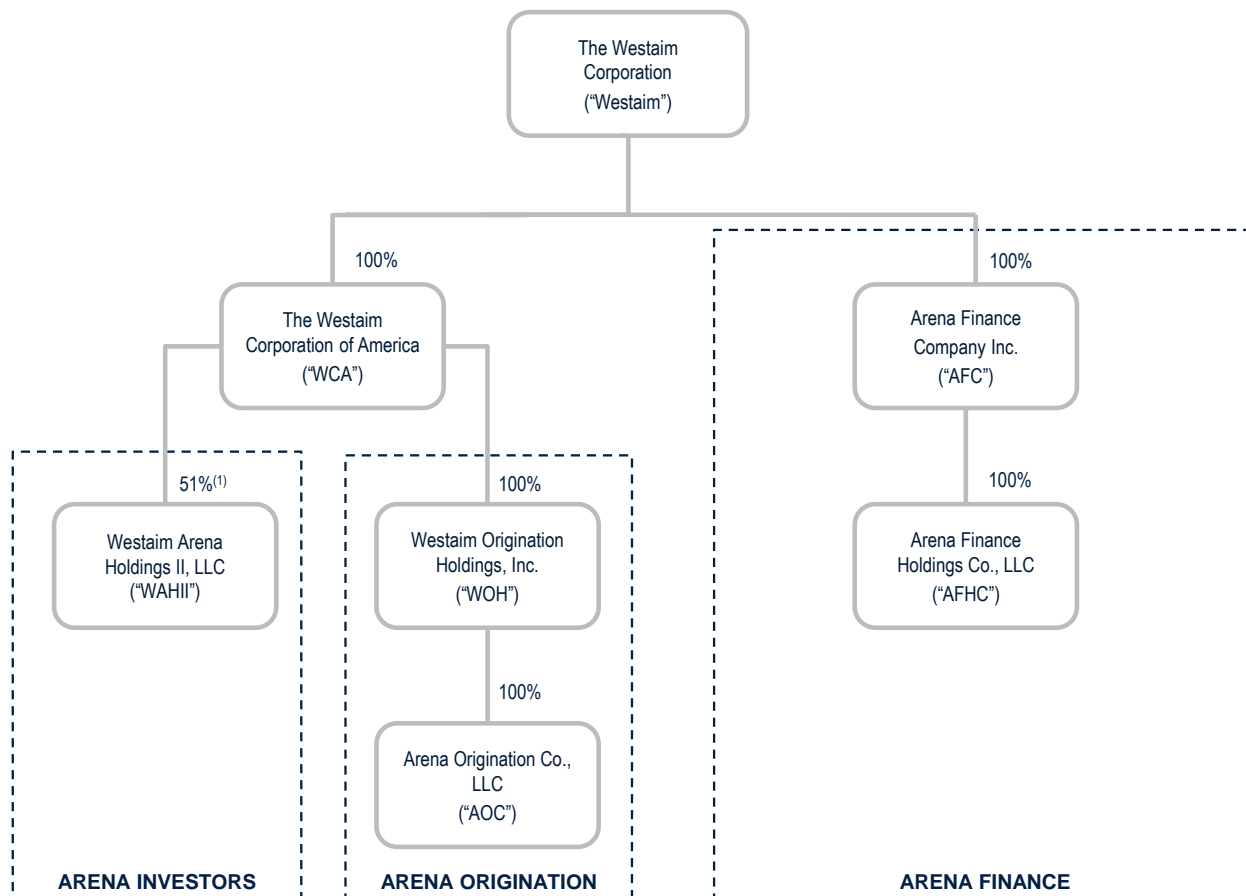 The Westaim
Corporation
(“Westaim”)
100%
100%
The Westaim
Corporation of America
(“WCA”)
Arena Finance
Company Inc.
(“AFC”)
51%(1)
100%
100%
Westaim Arena
Holdings II, LLC
(“WAHII”)
Westaim Origination
Holdings, Inc.
(“WOH”)
Arena Finance
Holdings Co., LLC
(“AFHC”)
100%
Arena Origination Co.,
LLC
(“AOC”)
ARENA INVESTORS
ARENA ORIGINATION
ARENA FINANCE